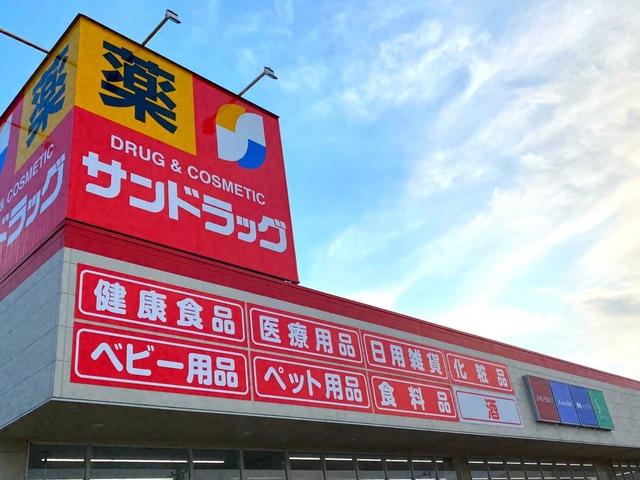 薬
薬
DRUG & COSMETIC
サンドラッグ
& COSMETIC
ドラッグ
健康食品
医療用品
日用雑貨
化粧品
ベビー用品
ペット用品
食料品
酒